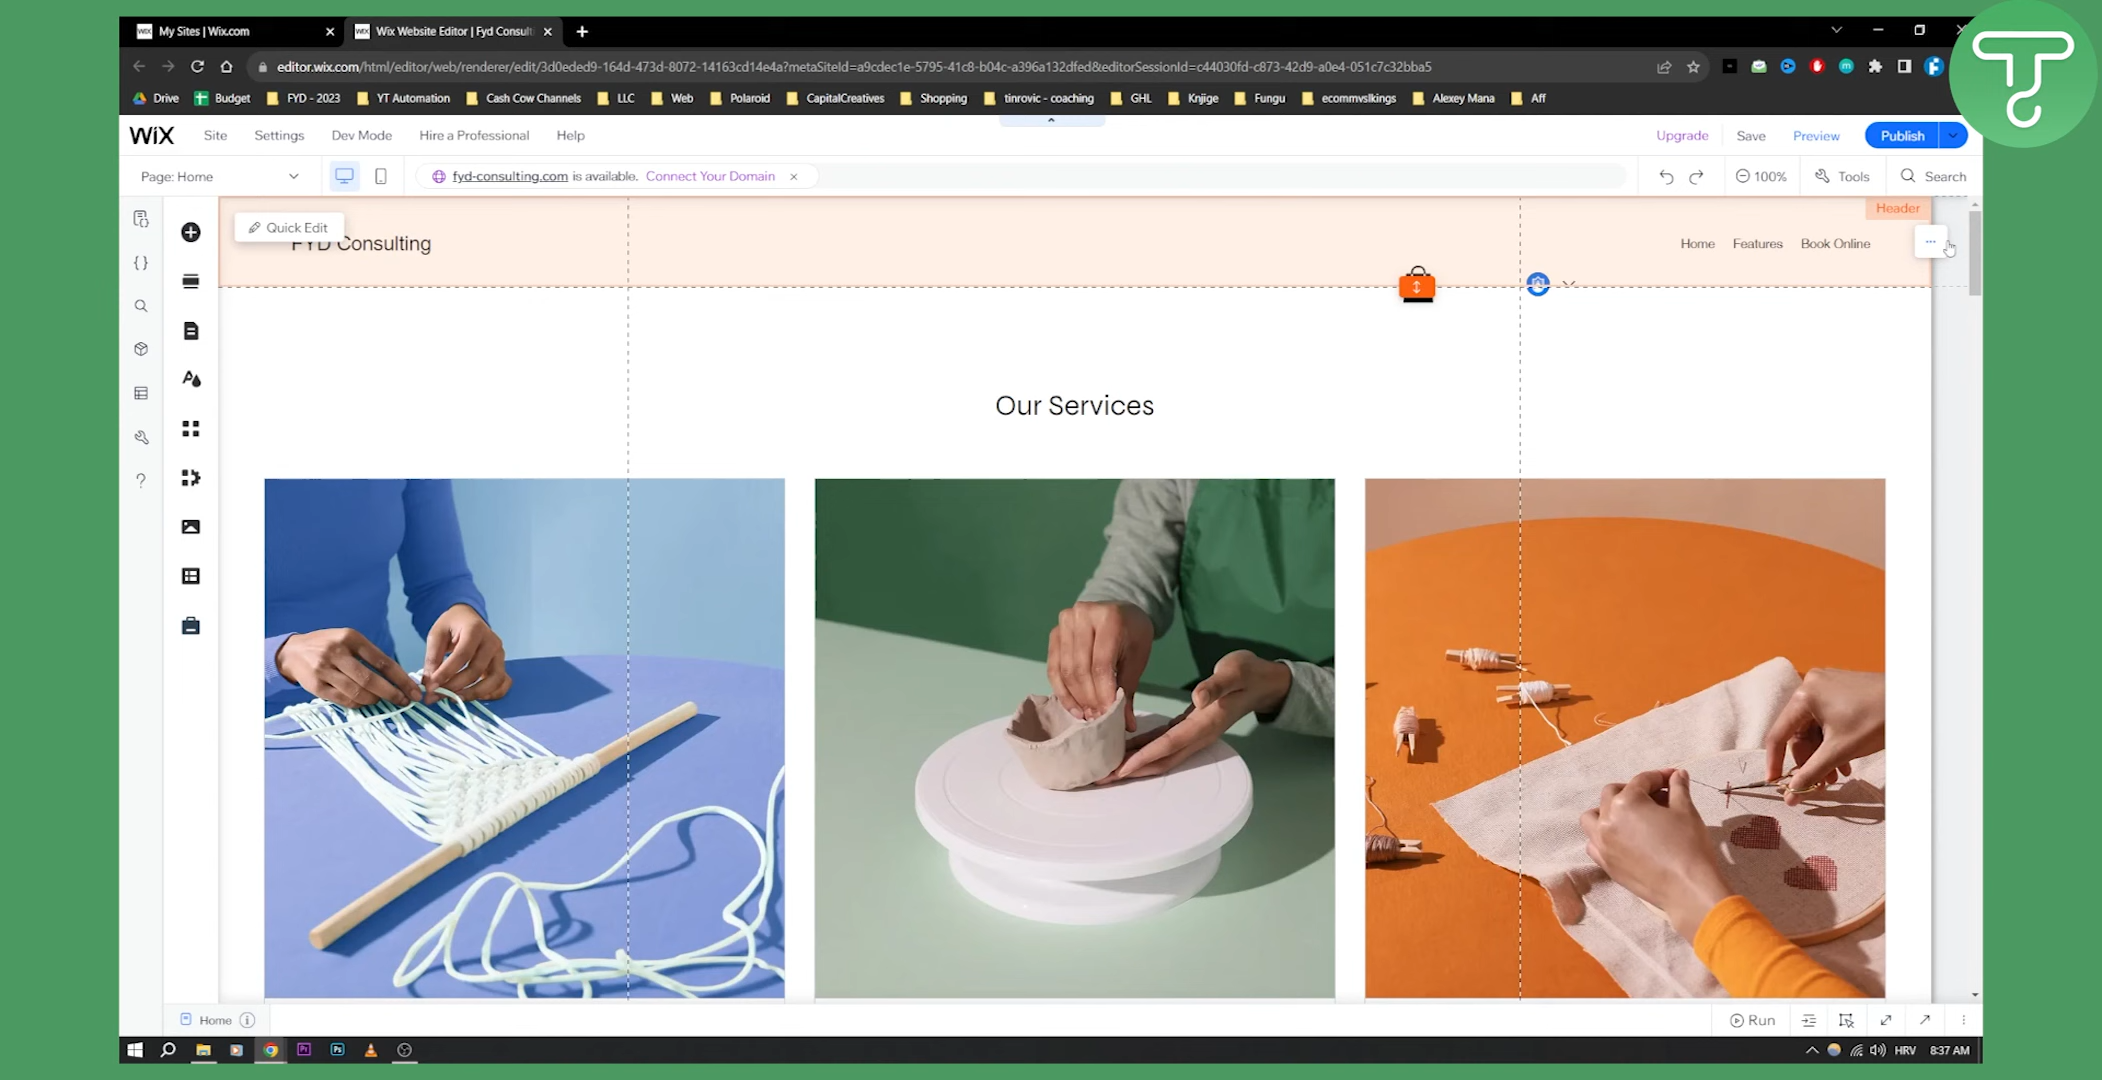 My Sites | Wix.com
Wix Website Editor | Fyd Consult
editor.wix.com/html/editor/web/renderer/edit/3d0eded9-164d-473d-8072-14163cd14e4a?metaSiteId=a9cdec1e-5795-41c8-b04c-a396a132dfed&editorSessionId=c44030fd-c873-42d9-a0e4-051c7c32bba5
Drive Budget FYD - 2023 YT Automation Cash Cow Channels LLC Web Polaroid CapitalCreatives Shopping tinrovic - coaching GHL Knjige Fungu ecommvslkings Alexey Mana Aff
WiX Site Settings Dev Mode Hire a Professional Help Upgrade Save Preview Publish
Page: Home fyd-consulting.com is available. Connect Your Domain 100% Tools Search
Header
Quick Edit
FYD Consulting
Home Features Book Online
Our Services
Home Run
HRV 8:37 AM